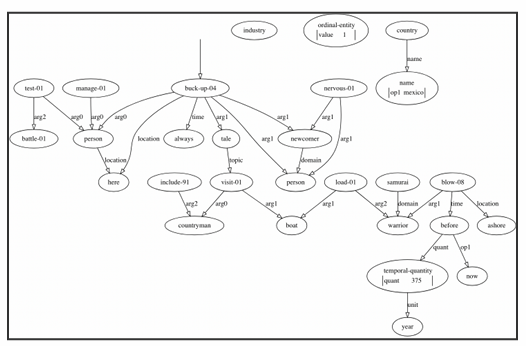 industry
ordinal-entity
value 1
country
name
name
op1 mexico
test-01
manage-01
buck-up-04
nervous-01
arg2
arg0
arg0
arg0
location
time
arg1
arg1
arg1
arg1
arg1
battle-01
person
always
tale
newcomer
location
topic
domain
here
include-91
visit-01
person
load-01
samurai
blow-08
arg2
arg0
arg1
arg1
arg2
domain
arg1
time
location
countryman
boat
warrior
before
ashore
quant
op1
temporal-quantity
quant 375
now
unit
year